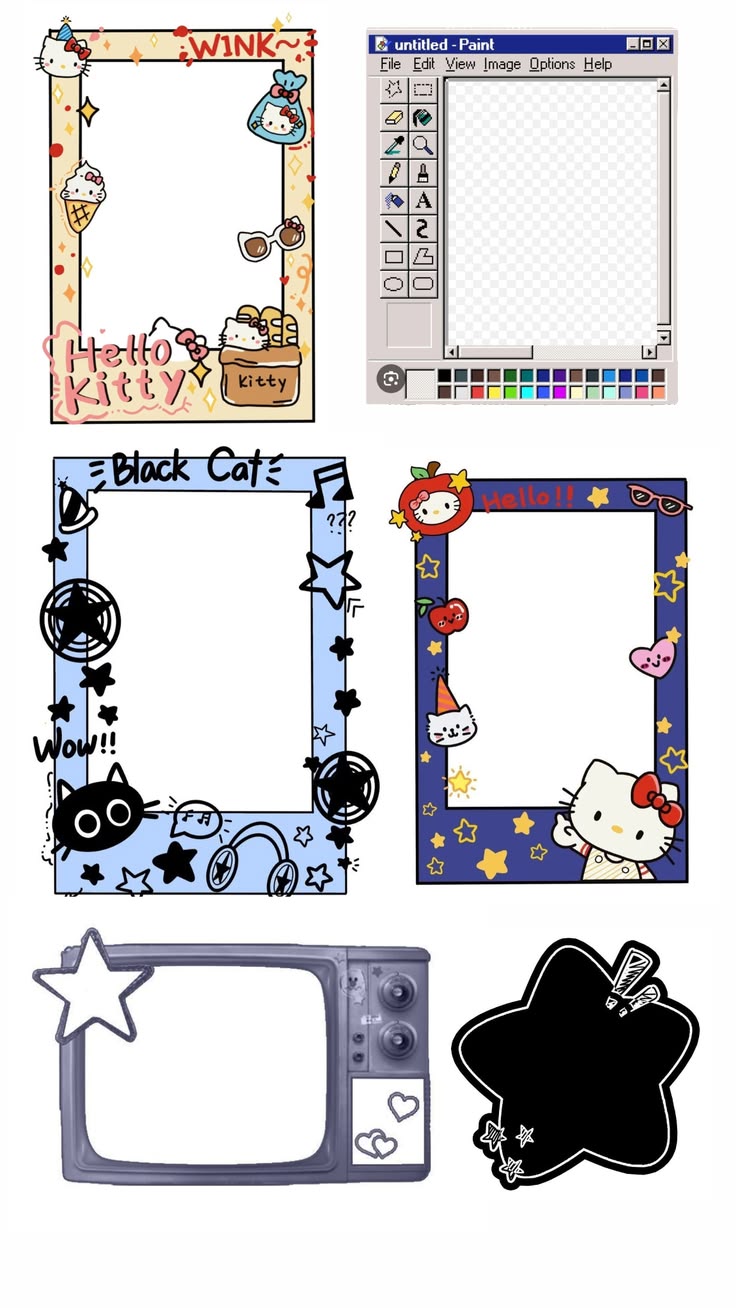 WINK~
Hello
Kitty
Kitty
untitled - Paint
File Edit View Image Options Help
A
Black Cat
???
Wow!!
Hello!!